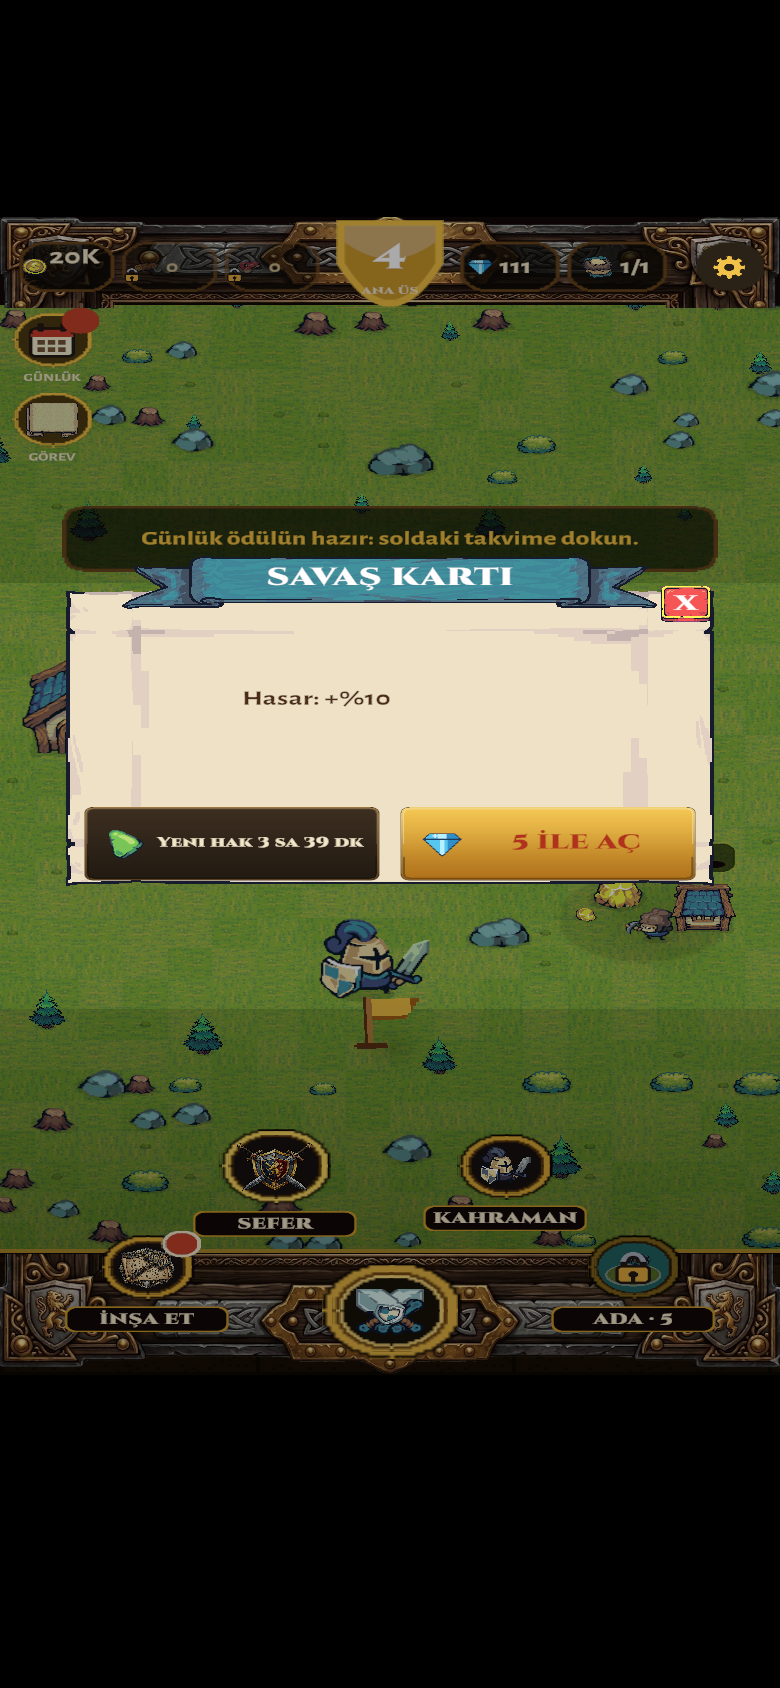 20K
0
0
4
ANA ÜS
111
1/1
GÜNLÜK
GÖREV
Günlük ödülün hazır: soldaki takvime dokun.
SAVAŞ KARTI
X
Hasar: +%10
YENI HAK 3 SA 39 DK
5 İLE AÇ
SEFER
KAHRAMAN
İNŞA ET
ADA · 5